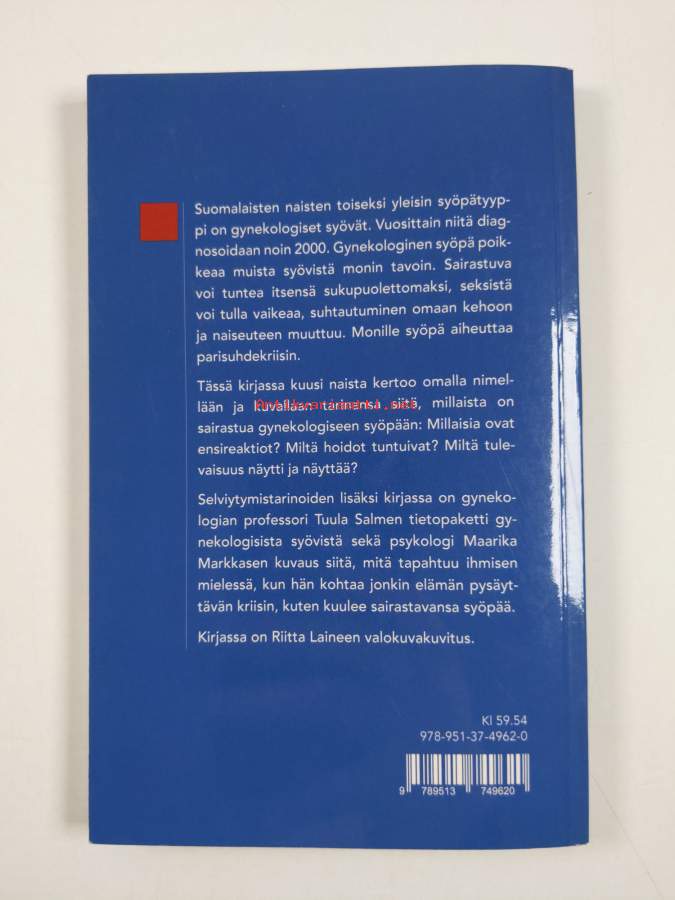 Suomalaisten naisten toiseksi yleisin syöpätyyp-
pi on gynekologiset syövät. Vuosittain niitä diag-
nosoidaan noin 2000. Gynekologinen syöpä poik-
keaa muista syövistä monin tavoin. Sairastuva
voi tuntea itsensä sukupuolettomaksi, seksistä
voi tulla vaikeaa, suhtautuminen omaan kehoon
ja naiseuteen muuttuu. Monille syöpä aiheuttaa
parisuhdekriisin.
Tässä kirjassa kuusi naista kertoo omalla nimel-
lään ja kuvallaan tarinansa siitä, millaista on
sairastua gynekologiseen syöpään: Millaisia ovat
ensireaktiot? Miltä hoidot tuntuivat? Miltä tule-
vaisuus näytti ja näyttää?
Selviytymistarinoiden lisäksi kirjassa on gyneko-
logian professori Tuula Salmen tietopaketti gy-
nekologisista syövistä sekä psykologi Maarika
Markkasen kuvaus siitä, mitä tapahtuu ihmisen
mielessä, kun hän kohtaa jonkin elämän pysäyt-
tävän kriisin, kuten kuulee sairastavansa syöpää.
Kirjassa on Riitta Laineen valokuvakuvitus.
Kl 59.54
978-951-37-4962-0
9 789513 749620